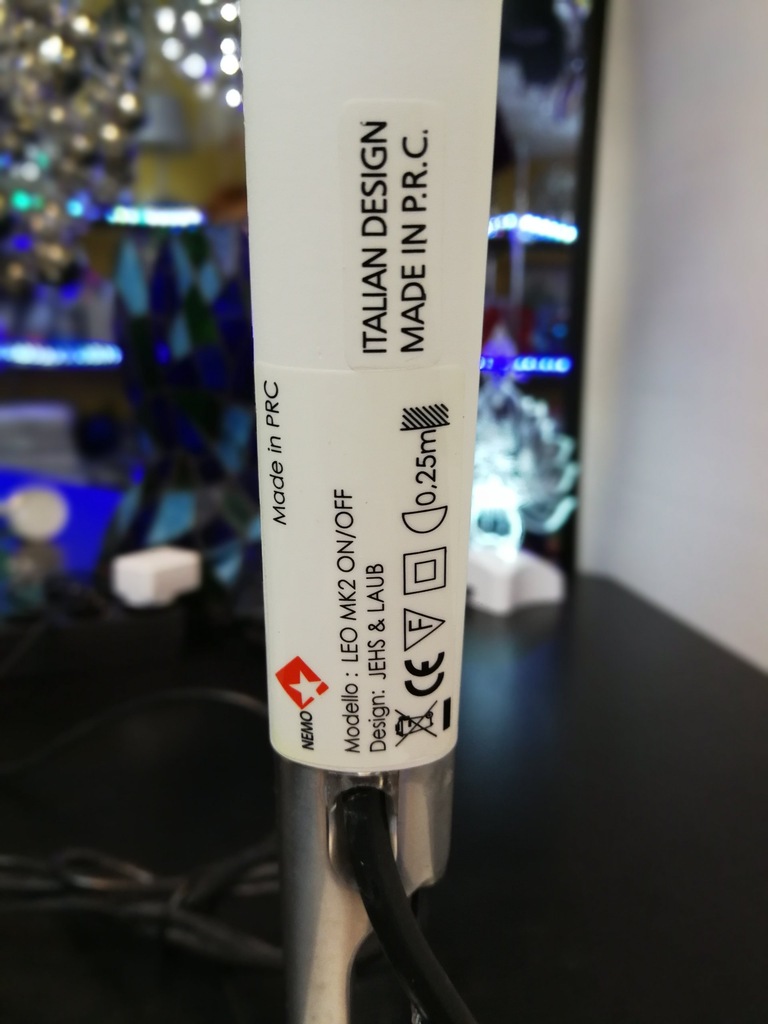 ITALIAN DESIGN
MADE IN P.R.C.
Made in PRC
NEMO
Modello : LEO MK2 ON/OFF
Design: JEHS & LAUB
CE F 0,25m